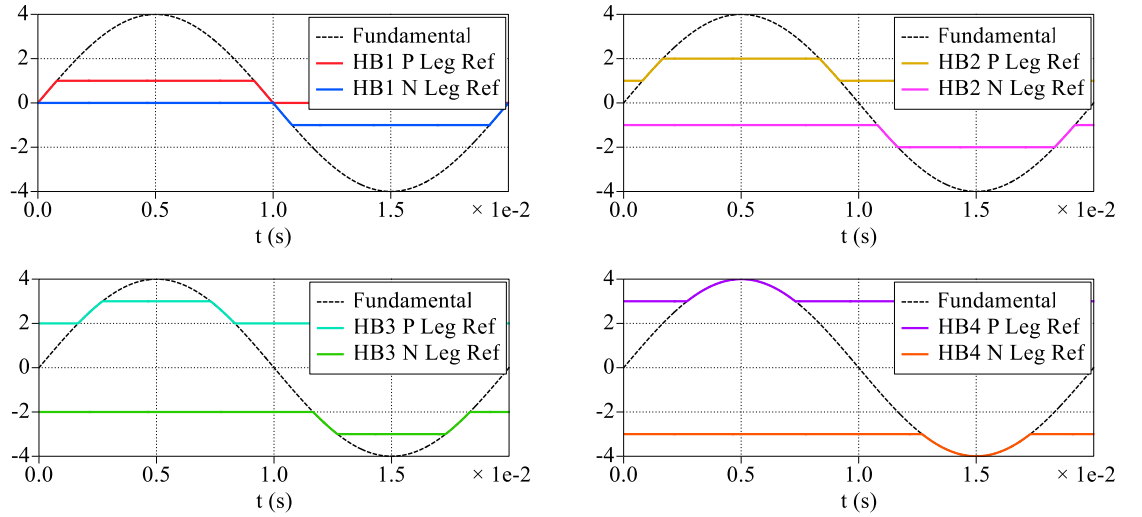 4
2
0
-2
-4
Fundamental
HB1 P Leg Ref
HB1 N Leg Ref
0.0 0.5 1.0 1.5 × 1e-2
t (s)
4
2
0
-2
-4
Fundamental
HB2 P Leg Ref
HB2 N Leg Ref
0.0 0.5 1.0 1.5 × 1e-2
t (s)
4
2
0
-2
-4
Fundamental
HB3 P Leg Ref
HB3 N Leg Ref
0.0 0.5 1.0 1.5 × 1e-2
t (s)
4
2
0
-2
-4
Fundamental
HB4 P Leg Ref
HB4 N Leg Ref
0.0 0.5 1.0 1.5 × 1e-2
t (s)